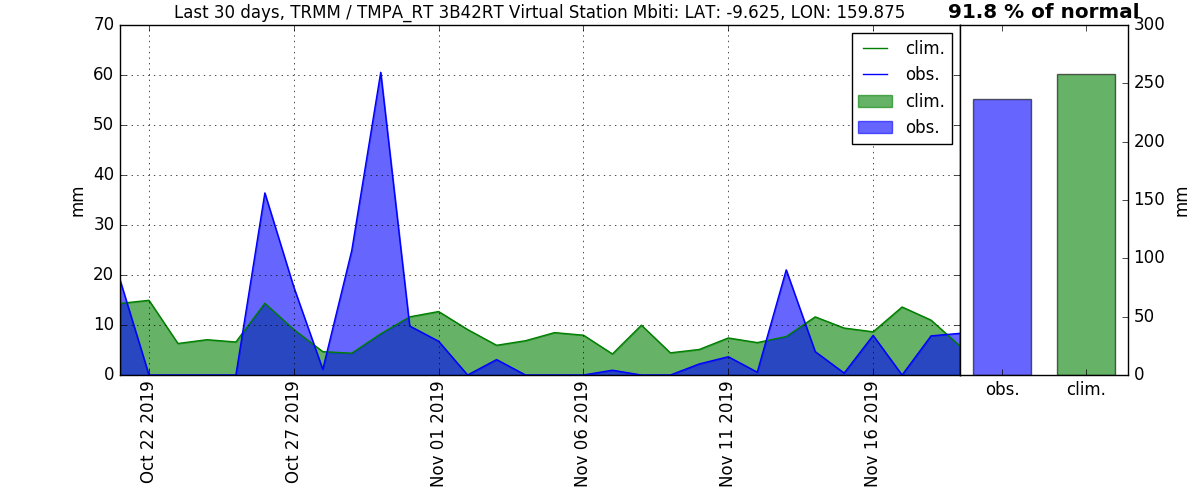 Last 30 days, TRMM / TMPA_RT 3B42RT Virtual Station Mbiti: LAT: -9.625, LON: 159.875
91.8 % of normal
70
60
50
40
30
20
10
0
mm
clim.
obs.
clim.
obs.
Oct 22 2019
Oct 27 2019
Nov 01 2019
Nov 06 2019
Nov 11 2019
Nov 16 2019
300
250
200
150
100
50
0
mm
obs.
clim.